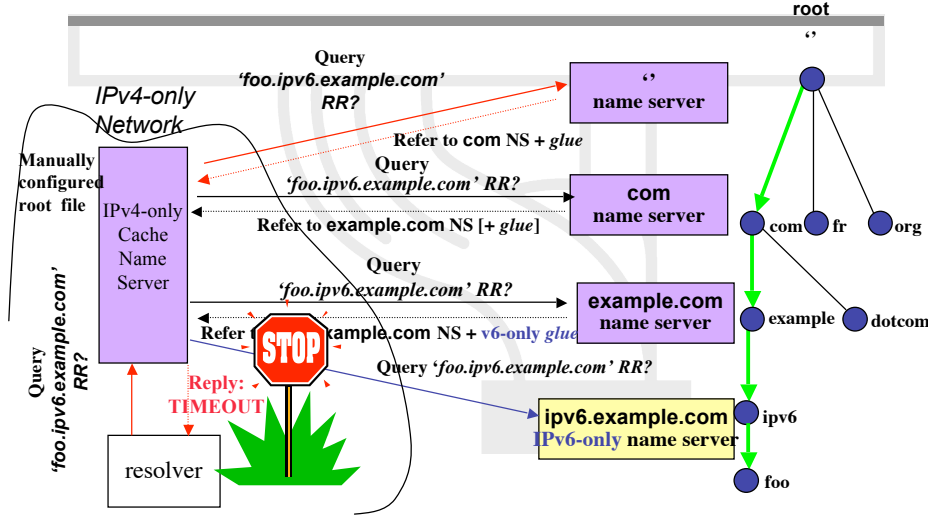 root
‘’
Query
‘foo.ipv6.example.com’
RR?
‘’
name server
IPv4-only
Network
Refer to com NS + glue
Manually
configured
root file
Query
‘foo.ipv6.example.com’ RR?
com
name server
IPv4-only
Cache
Name
Server
Refer to example.com NS [+ glue]
com
fr
org
Query
‘foo.ipv6.example.com’ RR?
example.com
name server
Refer example.com NS + v6-only glue
example
dotcom
STOP
Query
‘foo.ipv6.example.com’
RR?
Reply:
TIMEOUT
Query ‘foo.ipv6.example.com’ RR?
ipv6.example.com
IPv6-only name server
ipv6
resolver
foo